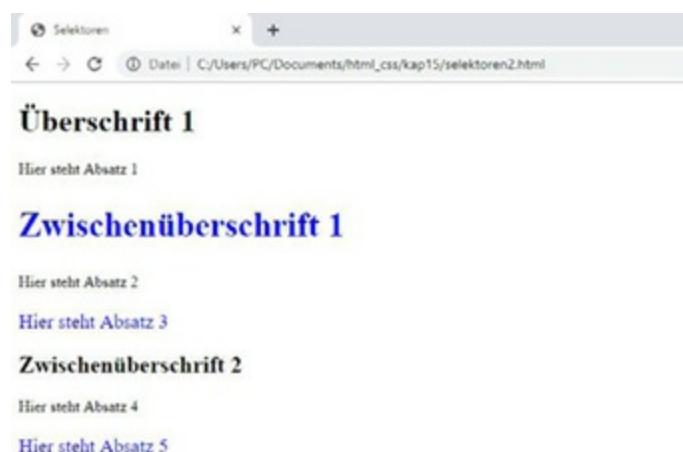 Selektoren
Datei | C:/Users/PC/Documents/html_css/kap15/selektoren2.html
Überschrift 1
Hier steht Absatz 1
Zwischenüberschrift 1
Hier steht Absatz 2
Hier steht Absatz 3
Zwischenüberschrift 2
Hier steht Absatz 4
Hier steht Absatz 5